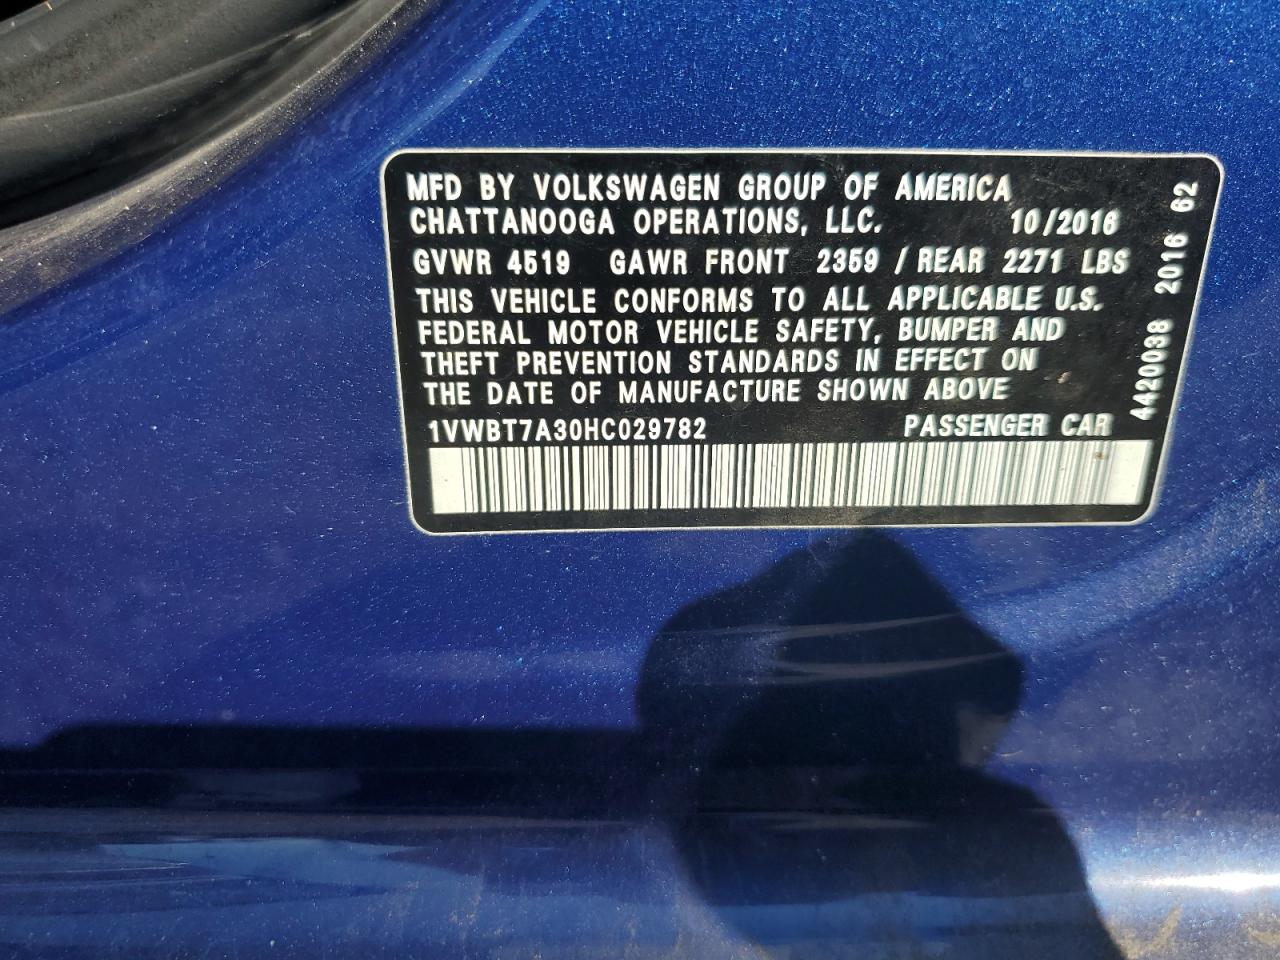 MFD BY VOLKSWAGEN GROUP OF AMERICA
CHATTANOOGA OPERATIONS, LLC. 10/2016
GVWR 4519 GAWR FRONT 2359 / REAR 2271 LBS
THIS VEHICLE CONFORMS TO ALL APPLICABLE U.S.
FEDERAL MOTOR VEHICLE SAFETY, BUMPER AND
THEFT PREVENTION STANDARDS IN EFFECT ON
THE DATE OF MANUFACTURE SHOWN ABOVE
1VWBT7A30HC029782 PASSENGER CAR
4420038 2016 62